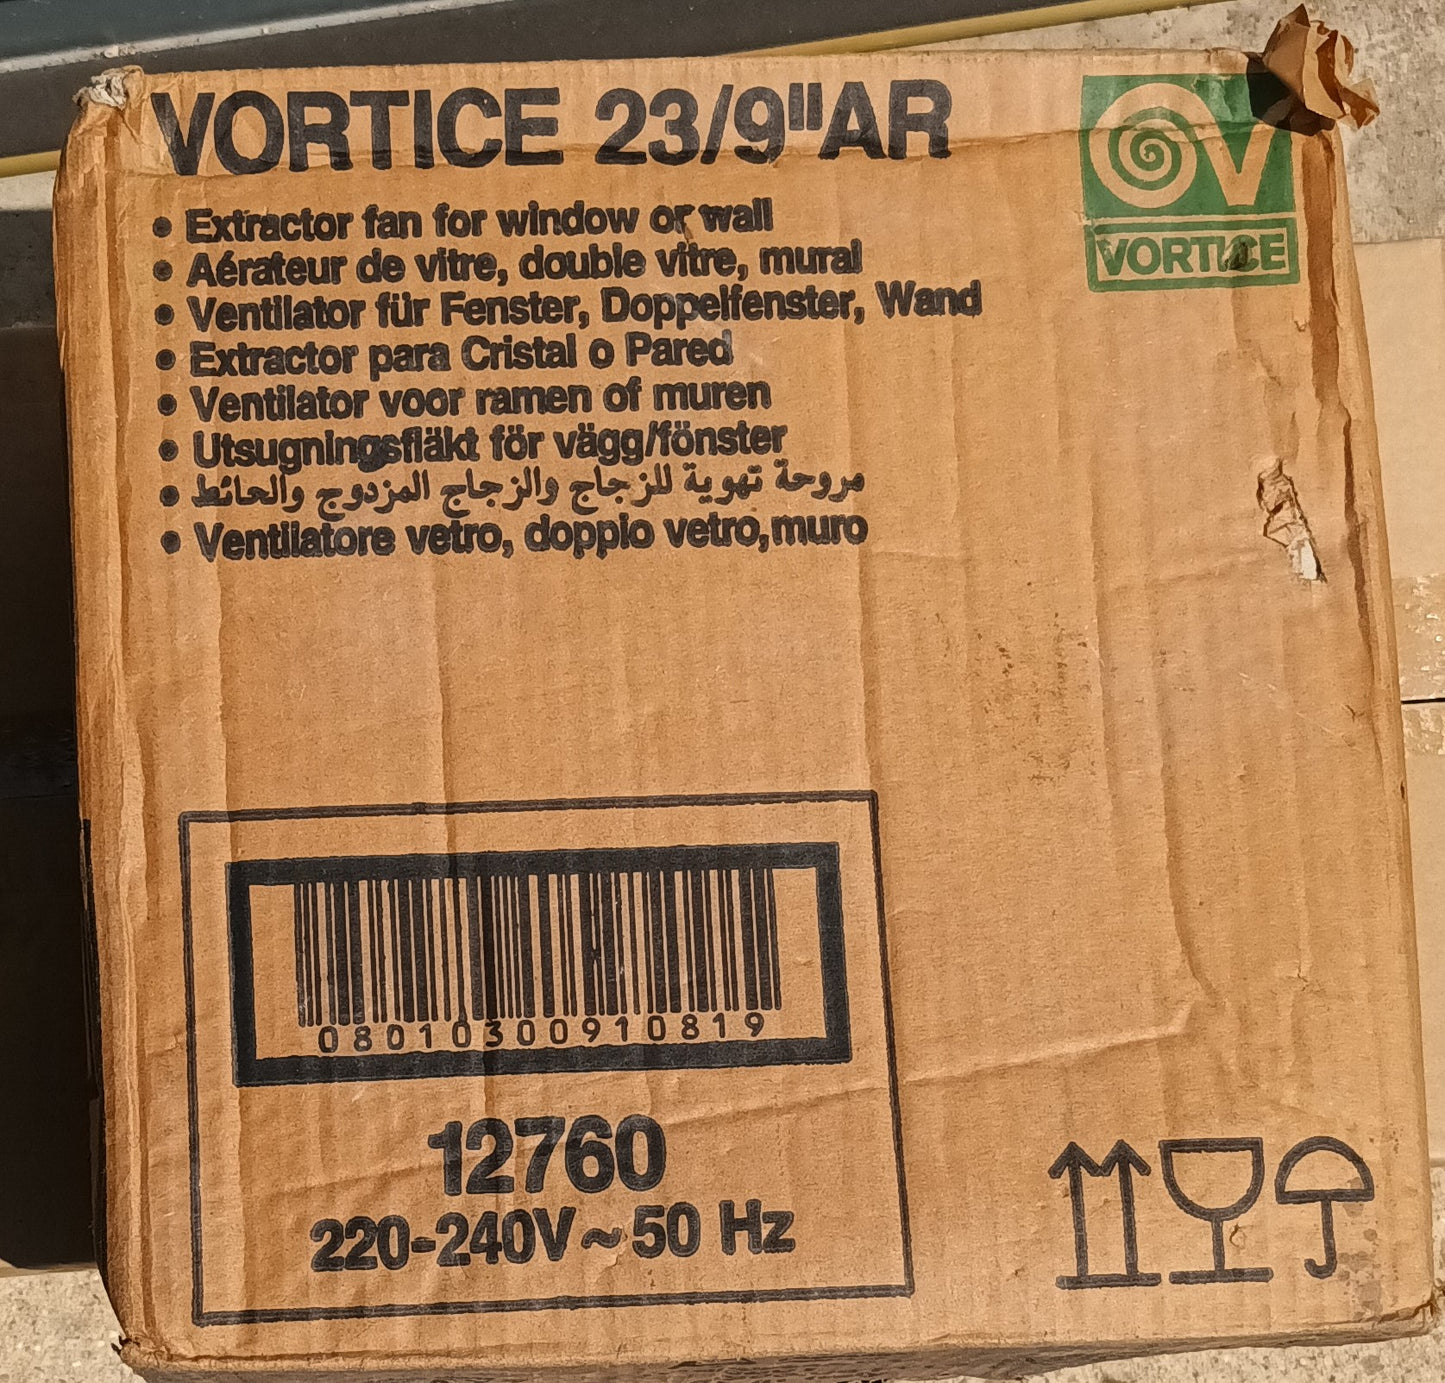 VORTICE 23/9"AR
• Extractor fan for window or wall
• Aérateur de vitre, double vitre, mural
• Ventilator für Fenster, Doppelfenster, Wand
• Extractor para Cristal o Pared
• Ventilator voor ramen of muren
• Utsugningsfläkt för vägg/fönster
• مروحة تهوية للزجاج والزجاج المزدوج والحائط
• Ventilatore vetro, doppio vetro, muro
VORTICE
08010300910819
12760
220-240V~50 Hz